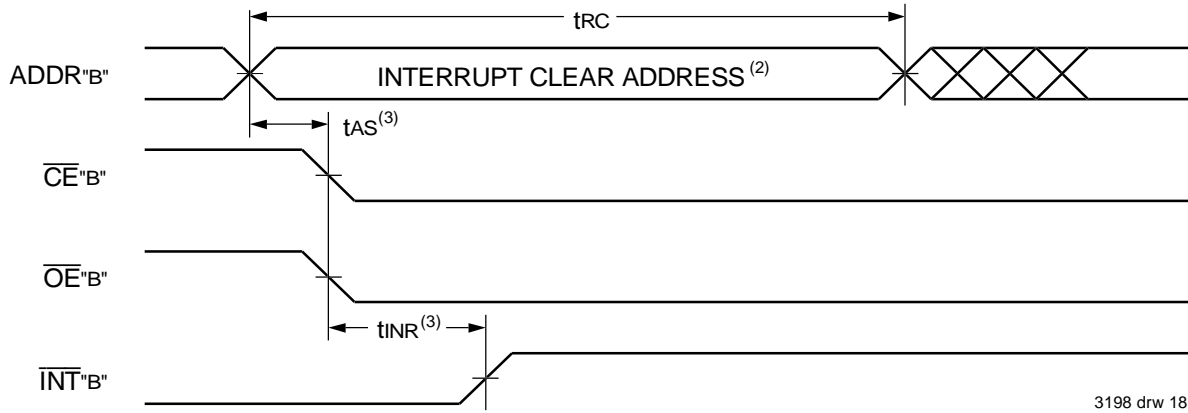 tRC
ADDR"B"
INTERRUPT CLEAR ADDRESS (2)
tAS(3)
CE"B"
OE"B"
tINR(3)
INT"B"
3198 drw 18